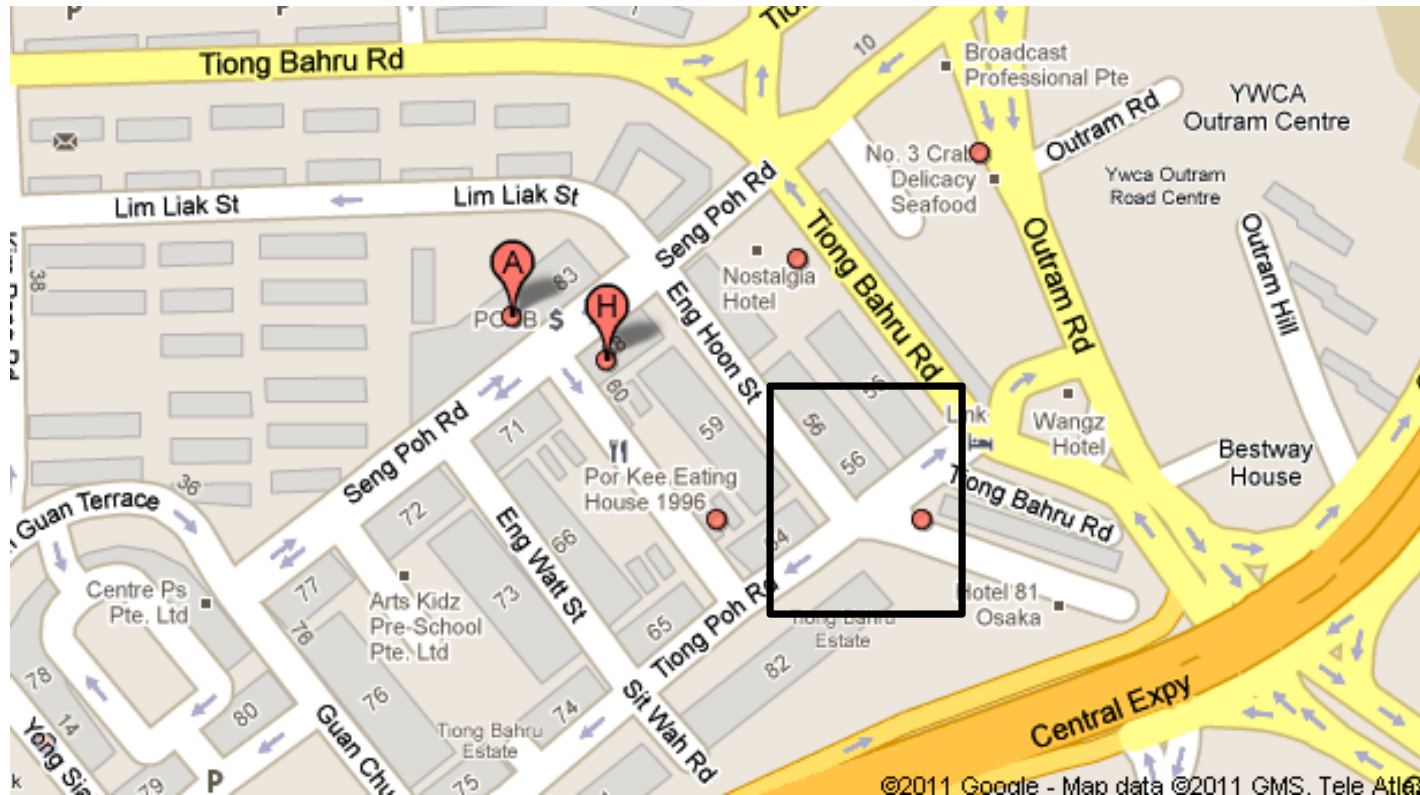 P
P
Tiong Bahru Rd
10
Broadcast
Professional Pte
Outram Rd
YWCA
Outram Centre
No. 3 Crab
Delicacy
Seafood
Ywca Outram
Road Centre
Lim Liak St
Lim Liak St
Seng Poh Rd
Tiong Bahru Rd
Outram Rd
Outram Hill
38
A
83
Nostalgia
Hotel
H
$
Eng Hoon St
60
59
56
56
Link
Wangz
Hotel
Bestway
House
71
Seng Poh Rd
Por Kee Eating
House 1996
Tiong Bahru Rd
36
Guan Terrace
72
Eng Watt St
66
64
Centre Ps
Pte. Ltd
77
Arts Kidz
Pre-School
Pte. Ltd
73
65
Tiong Poh Rd
Hotel 81
Osaka
Tiong Bahru
Estate
76
82
78
14
80
76
Guan Chu
74
Sit Wah Rd
Tiong Bahru
Estate
Central Expy
Yong Sia
79
P
75
k
©2011 Google - Map data ©2011 GMS, Tele Atlas